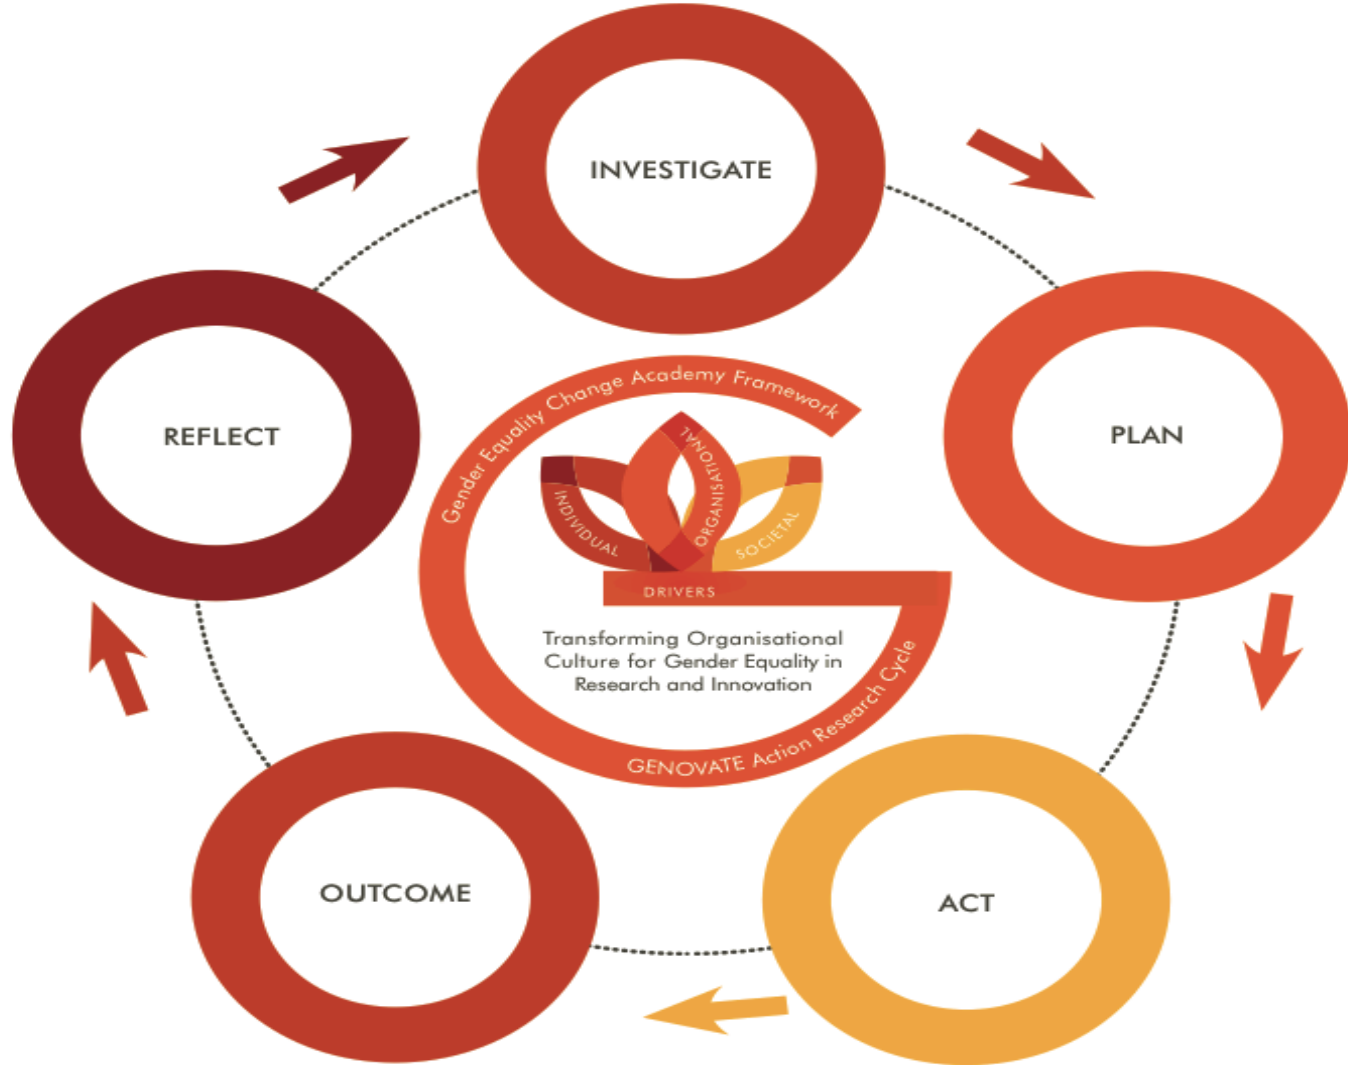 INVESTIGATE
PLAN
ACT
OUTCOME
REFLECT
Gender Equality Change Academy Framework
INDIVIDUAL
ORGANISATIONAL
SOCIETAL
DRIVERS
Transforming Organisational
Culture for Gender Equality in
Research and Innovation
GENOVATE Action Research Cycle